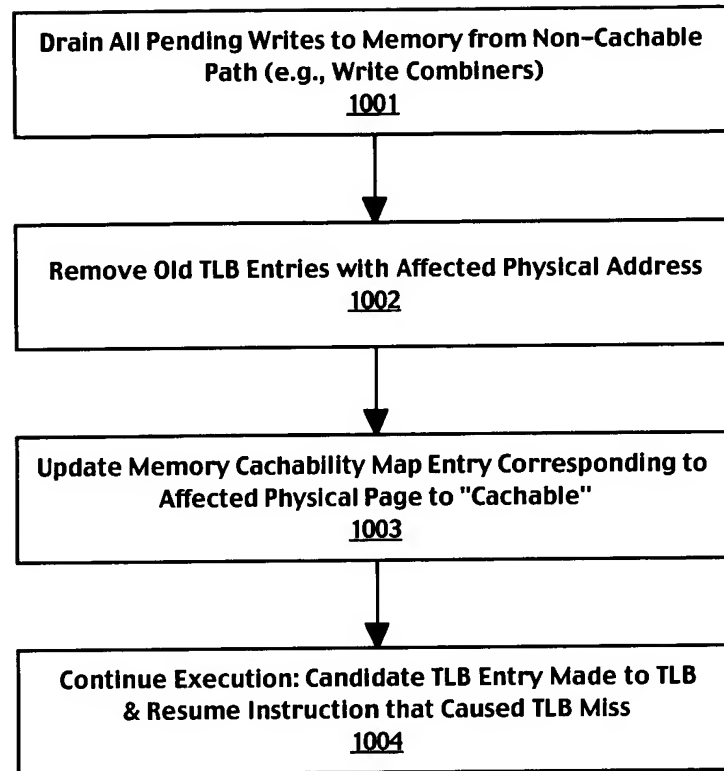 Drain All Pending Writes to Memory from Non-Cachable
Path (e.g., Write Combiners)
1001
Remove Old TLB Entries with Affected Physical Address
1002
Update Memory Cachability Map Entry Corresponding to
Affected Physical Page to "Cachable"
1003
Continue Execution: Candidate TLB Entry Made to TLB
& Resume Instruction that Caused TLB Miss
1004